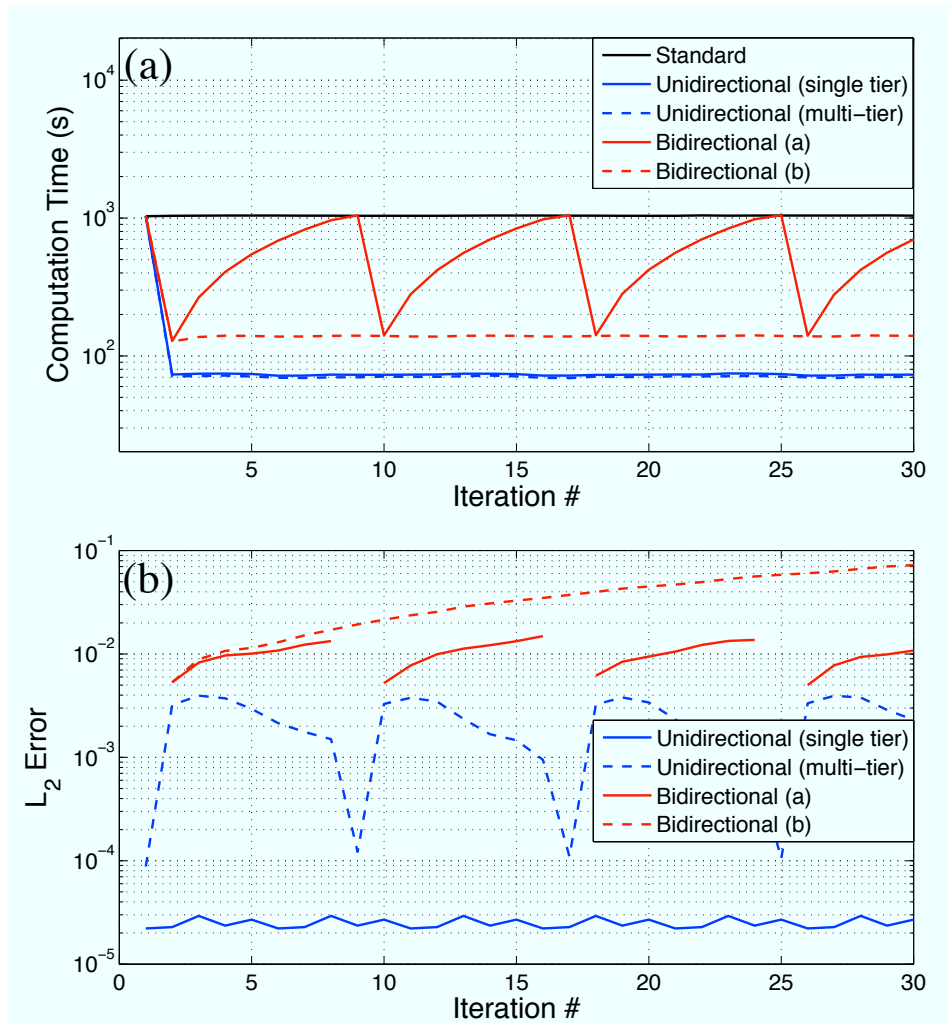 (a)
Standard
Unidirectional (single tier)
Unidirectional (multi−tier)
Bidirectional (a)
Bidirectional (b)
10^4
10^3
10^2
Computation Time (s)
5 10 15 20 25 30
Iteration #
(b)
10^−1
10^−2
10^−3
10^−4
10^−5
L_2 Error
Unidirectional (single tier)
Unidirectional (multi−tier)
Bidirectional (a)
Bidirectional (b)
0 5 10 15 20 25 30
Iteration #